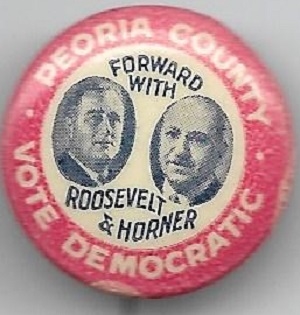 · PEORIA COUNTY ·
FORWARD
WITH
ROOSEVELT
& HORNER
VOTE DEMOCRATIC